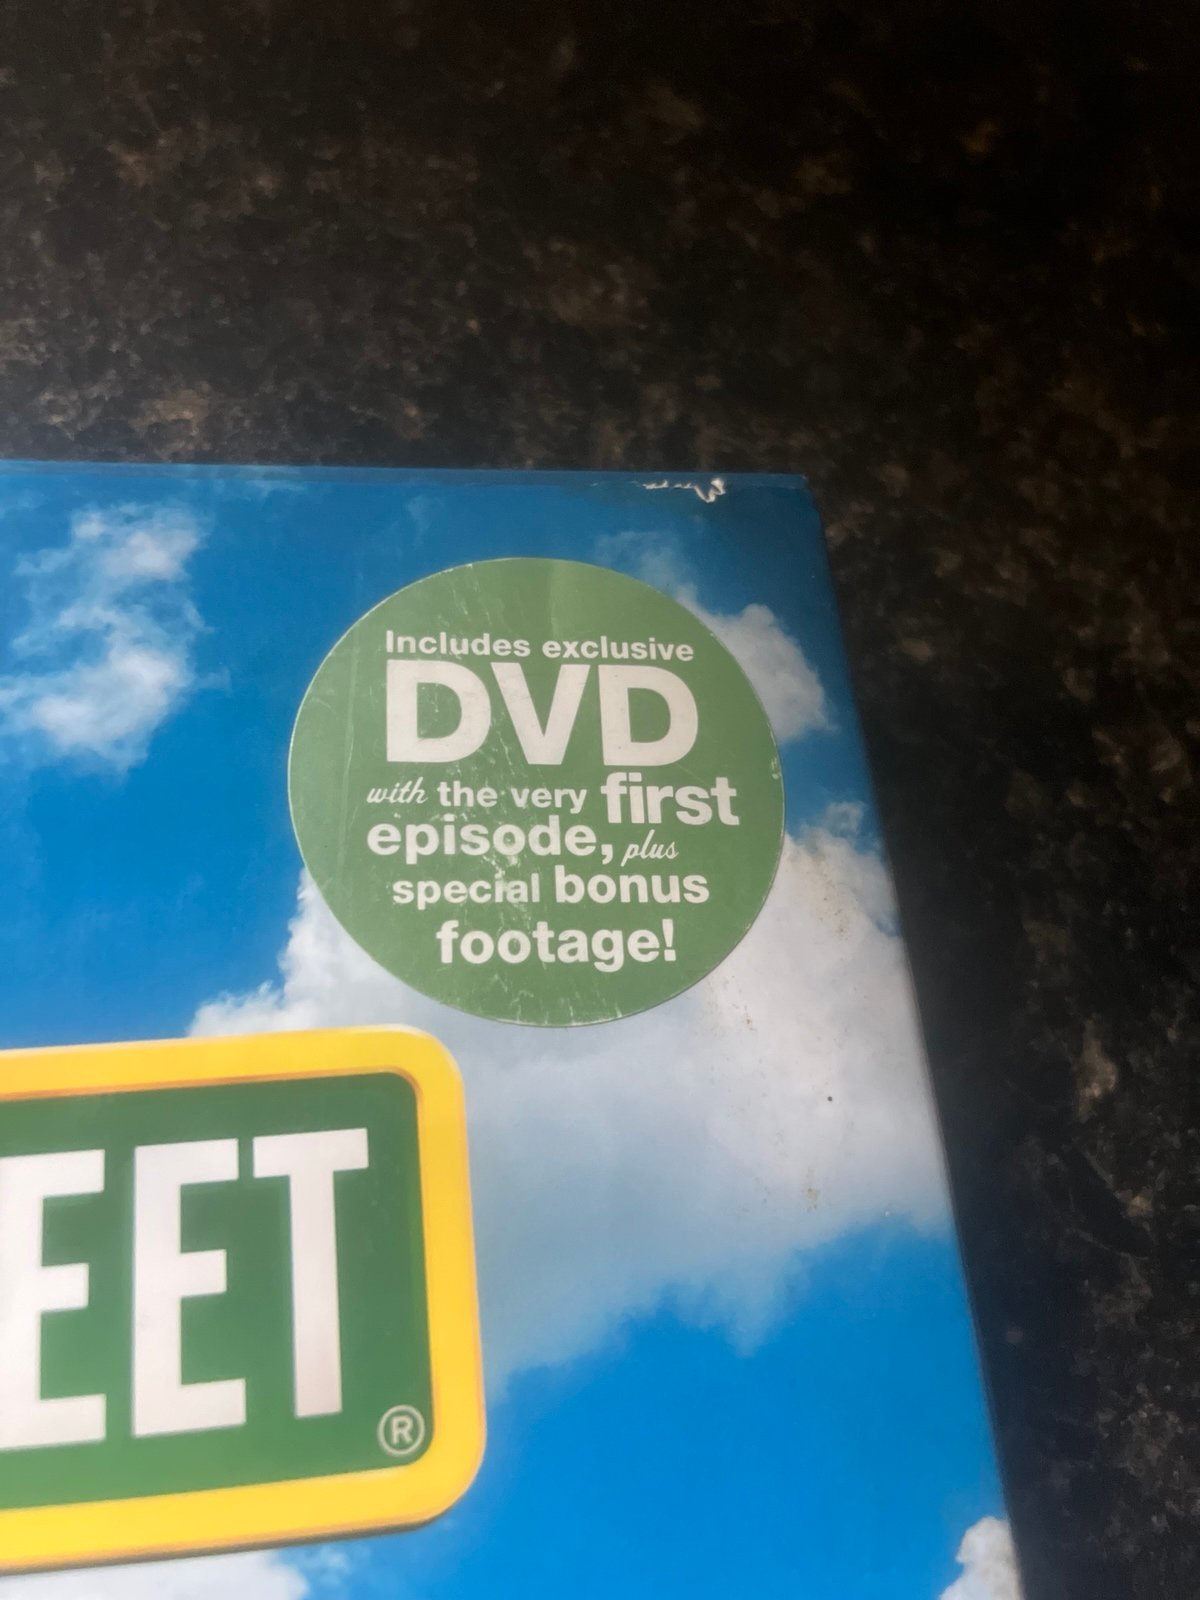 Includes exclusive
DVD
with the very first
episode, plus
special bonus
footage!
EET
®